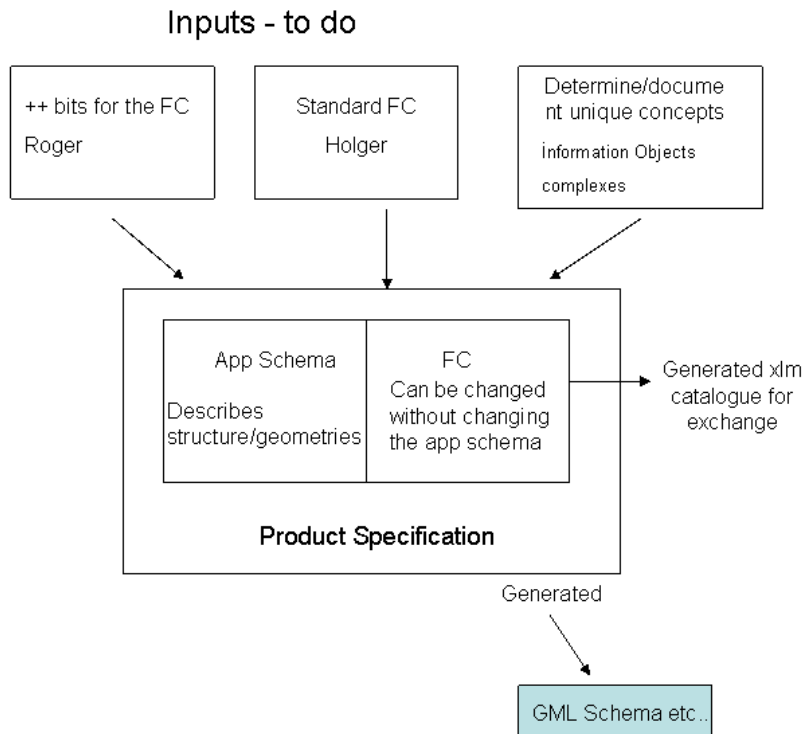 Inputs - to do
++ bits for the FC
Roger
Standard FC
Holger
Determine/docume
nt unique concepts
Information Objects
complexes
App Schema
Describes
structure/geometries
FC
Can be changed
without changing
the app schema
Generated xlm
catalogue for
exchange
Product Specification
Generated
GML Schema etc..